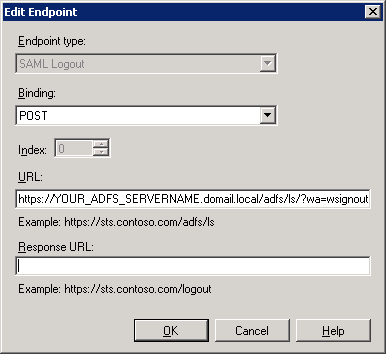 Edit Endpoint
Endpoint type:
SAML Logout
Binding:
POST
Index: 0
URL:
https://YOUR_ADFS_SERVERNAME.domail.local/adfs/ls/?wa=wsignout
Example: https://sts.contoso.com/adfs/ls
Response URL:
Example: https://sts.contoso.com/logout
OK Cancel Help